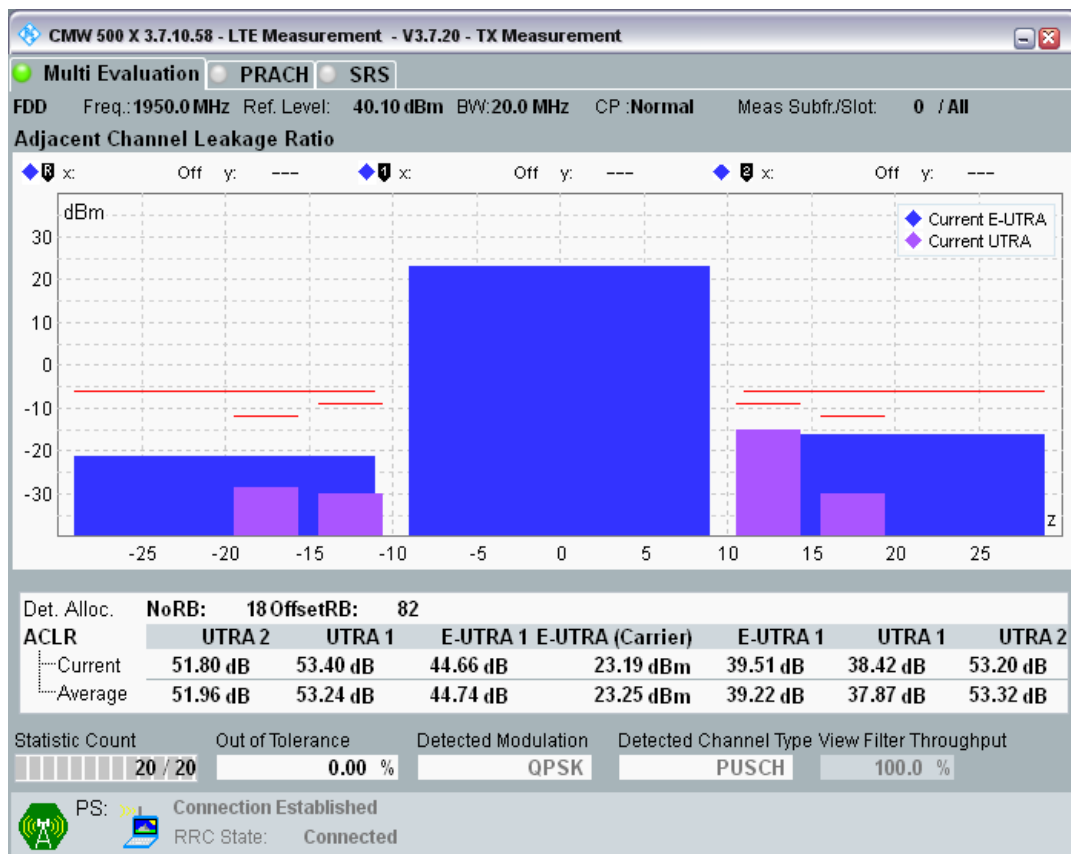 CMW 500 X 3.7.10.58 - LTE Measurement - V3.7.20 - TX Measurement
Multi Evaluation PRACH SRS
FDD Freq.:1950.0 MHz Ref. Level: 40.10 dBm BW:20.0 MHz CP :Normal Meas Subfr./Slot: 0 / All
Adjacent Channel Leakage Ratio
R x: Off y: --- 1 x: Off y: --- 2 x: Off y: ---
dBm
Current E-UTRA
Current UTRA
30
20
10
0
-10
-20
-30
z
-25 -20 -15 -10 -5 0 5 10 15 20 25
Det. Alloc. NoRB: 18 OffsetRB: 82
ACLR UTRA 2 UTRA 1 E-UTRA 1 E-UTRA (Carrier) E-UTRA 1 UTRA 1 UTRA 2
Current 51.80 dB 53.40 dB 44.66 dB 23.19 dBm 39.51 dB 38.42 dB 53.20 dB
Average 51.96 dB 53.24 dB 44.74 dB 23.25 dBm 39.22 dB 37.87 dB 53.32 dB
Statistic Count Out of Tolerance Detected Modulation Detected Channel Type View Filter Throughput
20 / 20 0.00 % QPSK PUSCH 100.0 %
PS: Connection Established
RRC State: Connected